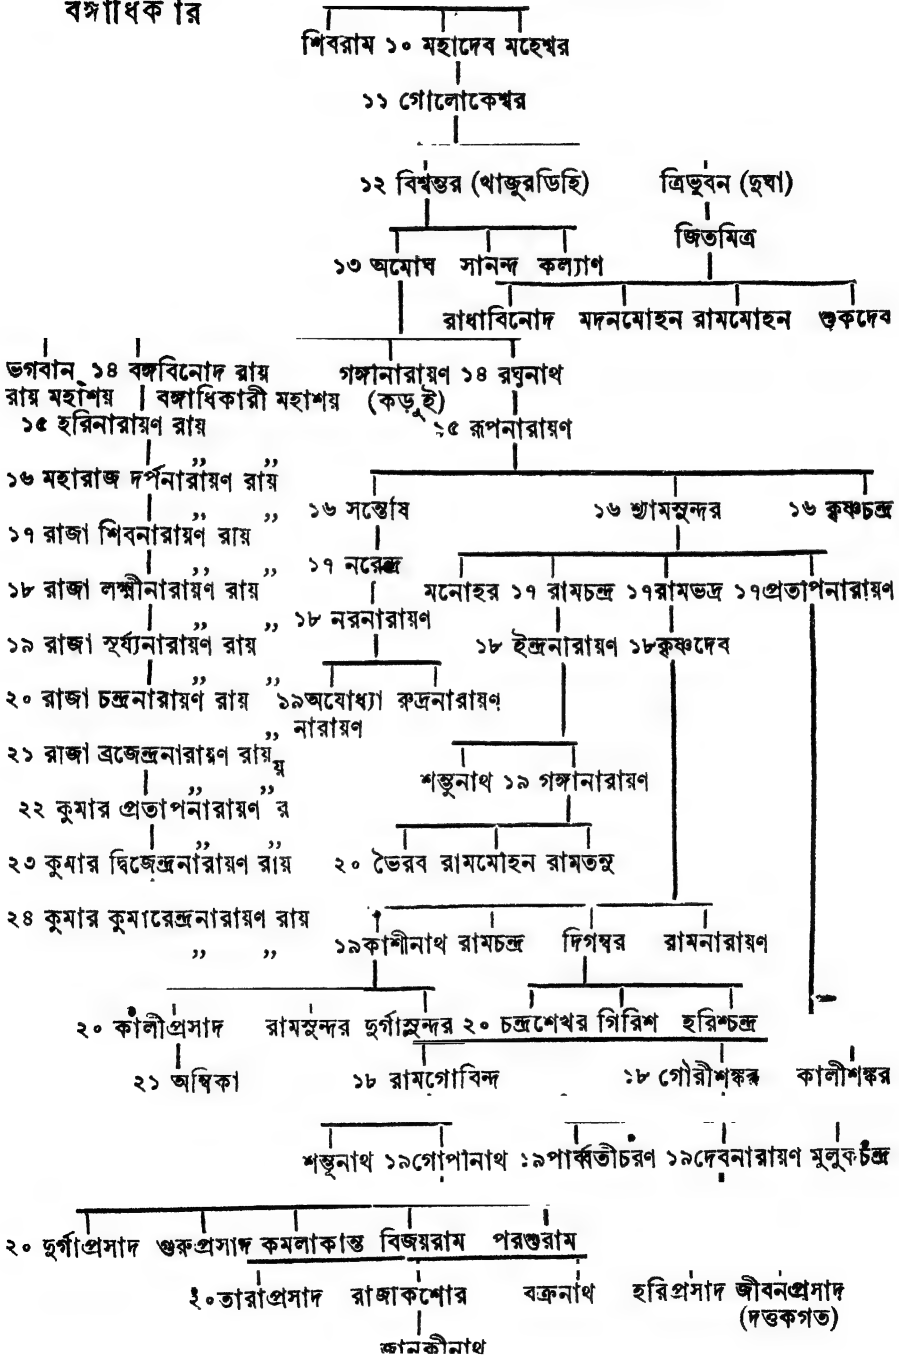 বঙ্গাধিকারি
শিবরাম ১০ মহাদেব মহেশ্বর
১১ গোলোকেশ্বর
১২ বিশ্বম্ভর (খাজুরডিহি) ত্রিভুবন (দুঘা)
জিতমিত্র
১৩ অমোঘ সানন্দ কল্যাণ
রাধাবিনোদ মদনমোহন রামমোহন শুকদেব
ভগবান ১৪ বঙ্গবিনোদ রায় গঙ্গানারায়ণ ১৪ রঘুনাথ
রায় মহাশয় বঙ্গাধিকারী মহাশয় (কড়ুই)
১৫ হরিনারায়ণ রায় ১৫ রূপনারায়ণ
,, ,,
১৬ মহারাজ দর্পনারায়ণ রায়
১৬ সন্তোষ ১৬ শ্যামসুন্দর ১৬ কৃষ্ণচন্দ্র
,, ,,
১৭ রাজা শিবনারায়ণ রায়
১৭ নরেন্দ্র
,, ,,
১৮ রাজা লক্ষ্মীনারায়ণ রায় মনোহর ১৭ রামচন্দ্র ১৭রামভদ্র ১৭প্রতাপনারায়ণ
,, ,, ১৮ নরনারায়ণ
১৯ রাজা সূর্য্যনারায়ণ রায় ১৮ ইন্দ্রনারায়ণ ১৮কৃষ্ণদেব
,, ,,
২০ রাজা চন্দ্রনারায়ণ রায় ১৯অযোধ্যা রুদ্রনারায়ণ
,, নারায়ণ
২১ রাজা ব্রজেন্দ্রনারায়ণ রায়
য়
শম্ভুনাথ ১৯ গঙ্গানারায়ণ
,, ,,
২২ কুমার প্রতাপনারায়ণ র
,, ,,
২৩ কুমার দ্বিজেন্দ্রনারায়ণ রায় ২০ ভৈরব রামমোহন রামতনু
২৪ কুমার কুমারেন্দ্রনারায়ণ রায়
১৯কাশীনাথ রামচন্দ্র দিগম্বর রামনারায়ণ
,, ,,
২০ কালীপ্রসাদ রামসুন্দর দুর্গাসুন্দর ২০ চন্দ্রশেখর গিরিশ হরিশ্চন্দ্র
২১ অম্বিকা ১৮ রামগোবিন্দ ১৮ গৌরীশঙ্কর কালীশঙ্কর
শম্ভূনাথ ১৯গোপীনাথ ১৯পার্ব্বতীচরণ ১৯দেবনারায়ণ মুলুকচন্দ্র
২০ দুর্গাপ্রসাদ গুরুপ্রসাদ কমলাকান্ত বিজয়রাম পরশুরাম
২০তারাপ্রসাদ রাজাকশোর বক্রনাথ হরিপ্রসাদ জীবনপ্রসাদ
(দত্তকগত)
জানকীনাথ